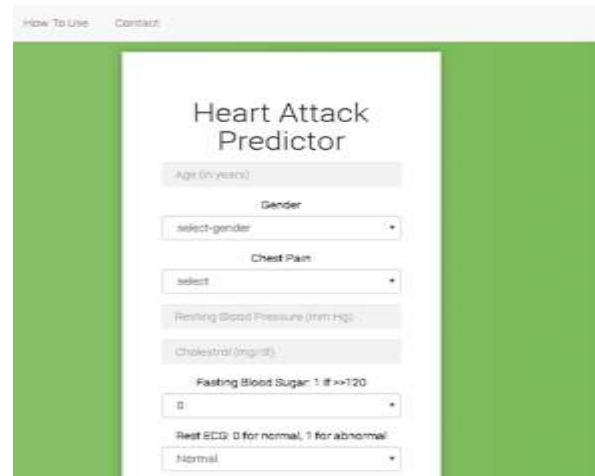 How To Use Contact
Heart Attack
Predictor
Age (in years)
Gender
select-gender
Chest Pain
select
Resting Blood Pressure (mm Hg)
Cholestrol (mg/dl)
Fasting Blood Sugar: 1 if >=120
0
Rest ECG: 0 for normal, 1 for abnormal
Normal